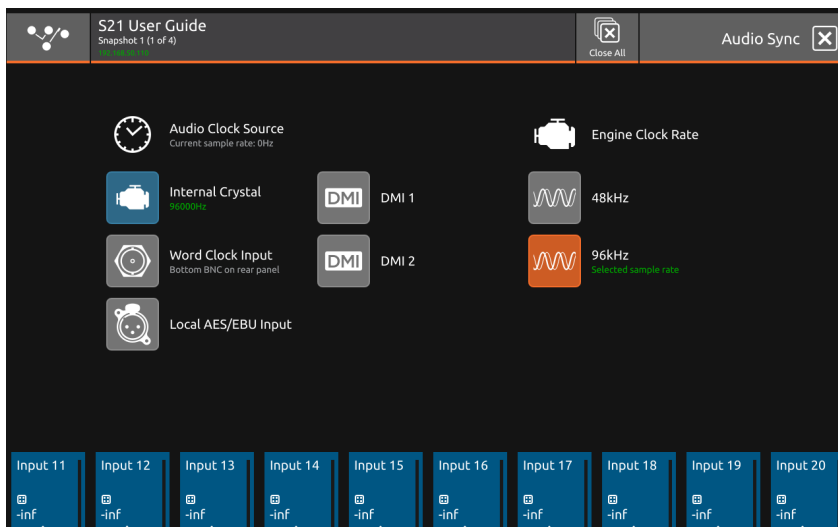 S21 User Guide
Snapshot 1 (1 of 4)
192.168.50.110
Close All
Audio Sync
Audio Clock Source
Current sample rate: 0Hz
Engine Clock Rate
Internal Crystal
96000Hz
DMI
DMI 1
48kHz
Word Clock Input
Bottom BNC on rear panel
DMI
DMI 2
96kHz
Selected sample rate
Local AES/EBU Input
Input 11
Input 12
Input 13
Input 14
Input 15
Input 16
Input 17
Input 18
Input 19
Input 20
-inf
-inf
-inf
-inf
-inf
-inf
-inf
-inf
-inf
-inf